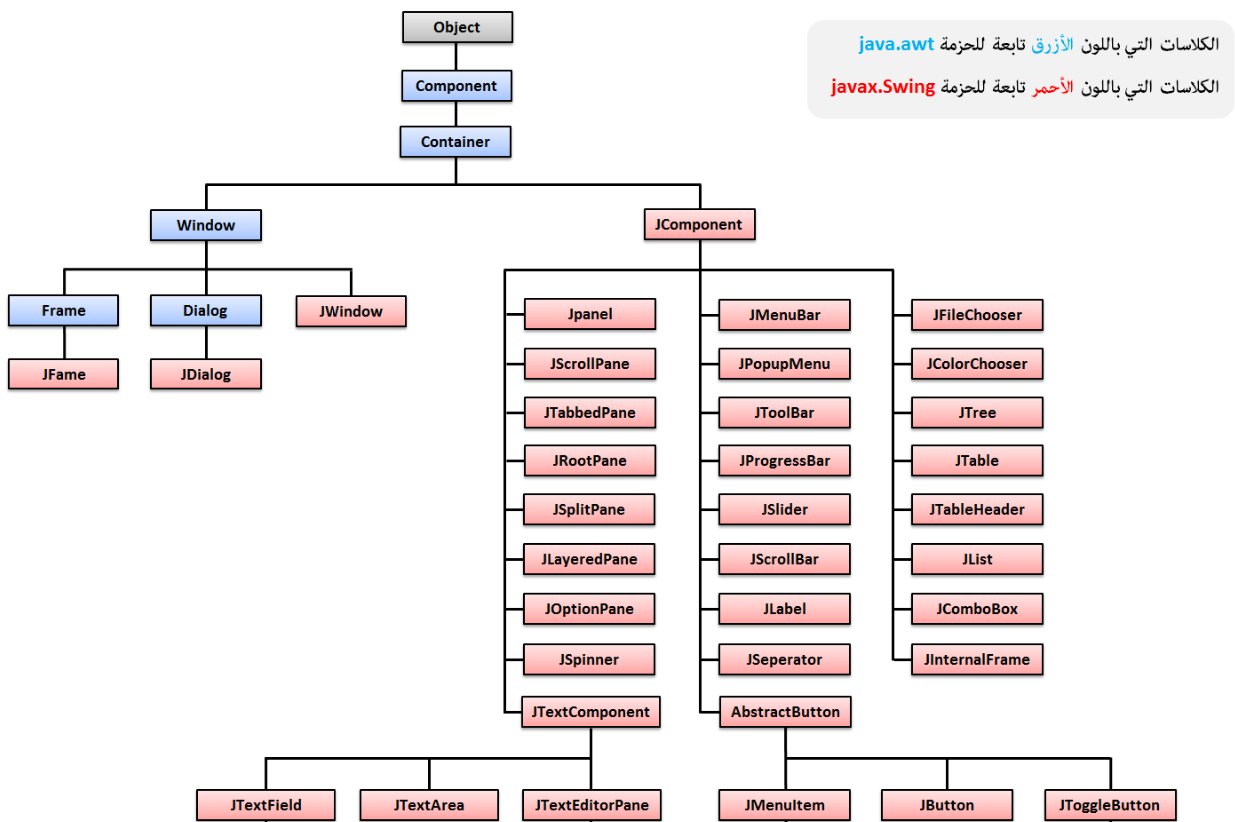 Object
الكلاسات التي باللون الأزرق تابعة للحزمة java.awt
الكلاسات التي باللون الأحمر تابعة للحزمة javax.Swing
Component
Container
Window
JComponent
Frame
Dialog
JWindow
JFame
JDialog
Jpanel
JMenuBar
JFileChooser
JScrollPane
JPopupMenu
JColorChooser
JTabbedPane
JToolBar
JTree
JRootPane
JProgressBar
JTable
JSplitPane
JSlider
JTableHeader
JLayeredPane
JScrollBar
JList
JOptionPane
JLabel
JComboBox
JSpinner
JSeperator
JInternalFrame
JTextComponent
AbstractButton
JTextField
JTextArea
JTextEditorPane
JMenuItem
JButton
JToggleButton